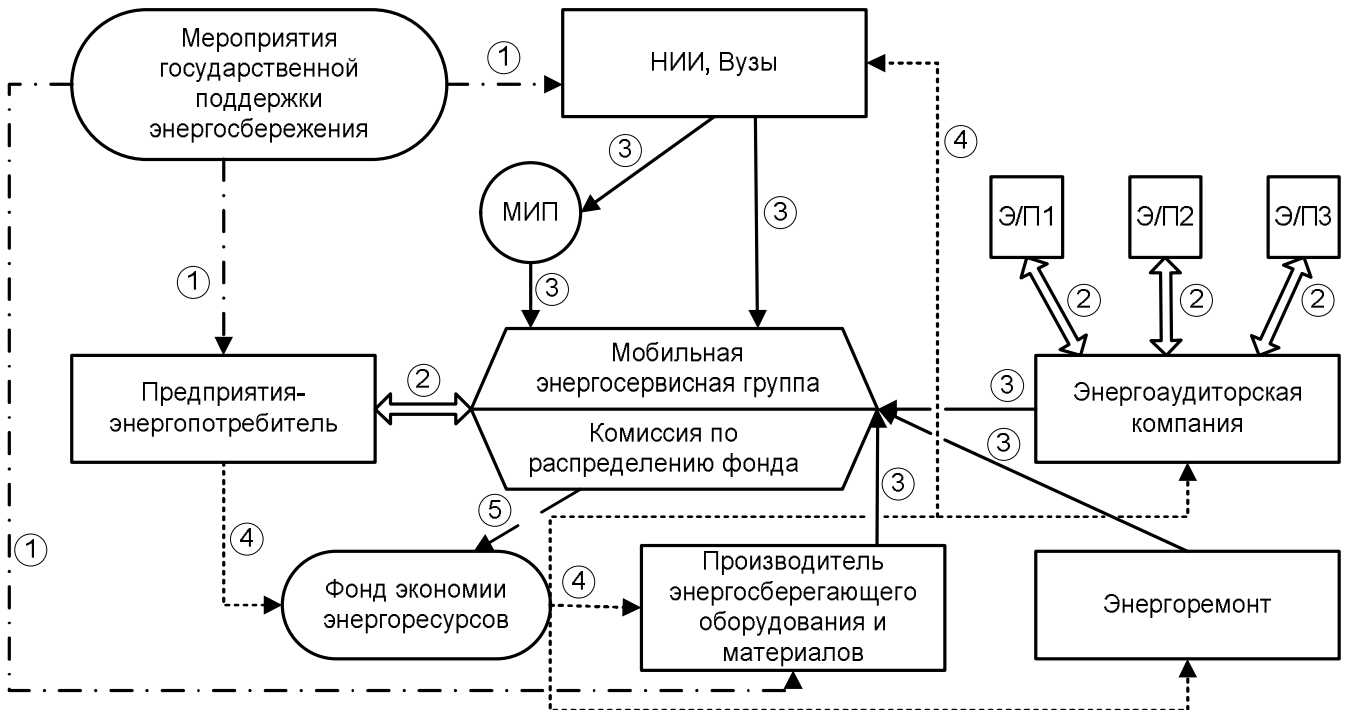 Мероприятия
государственной
поддержки
энергосбережения
1
НИИ, Вузы
3
4
МИП
3
Э/П1
Э/П2
Э/П3
1
3
2
2
2
Мобильная
энергосервисная группа
Предприятия-
энергопотребитель
2
3
Энергоаудиторская
компания
Комиссия по
распределению фонда
3
3
5
1
4
Фонд экономии
энергоресурсов
4
Производитель
энергосберегающего
оборудования и
материалов
Энергоремонт